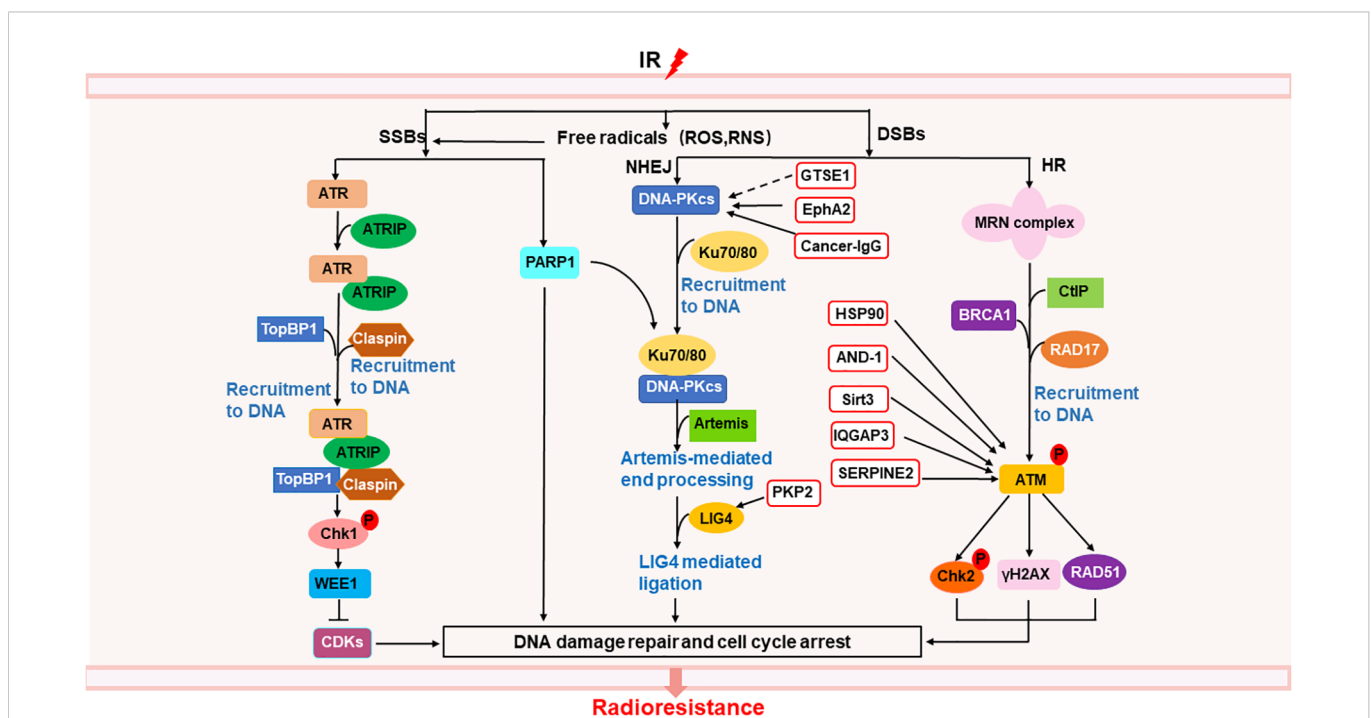 IR
SSBs
Free radicals (ROS,RNS)
DSBs
NHEJ
HR
ATR
ATRIP
ATR
ATRIP
TopBP1
Claspin
Recruitment
to DNA
Recruitment
to DNA
ATR
ATRIP
TopBP1
Claspin
Chk1
P
WEE1
CDKs
PARP1
DNA-PKcs
GTSE1
EphA2
Cancer-IgG
Ku70/80
Recruitment
to DNA
Ku70/80
DNA-PKcs
Artemis
Artemis-mediated
end processing
PKP2
LIG4
LIG4 mediated
ligation
MRN complex
CtIP
BRCA1
RAD17
Recruitment
to DNA
HSP90
AND-1
Sirt3
IQGAP3
SERPINE2
P
ATM
P
Chk2
γH2AX
RAD51
DNA damage repair and cell cycle arrest
Radioresistance